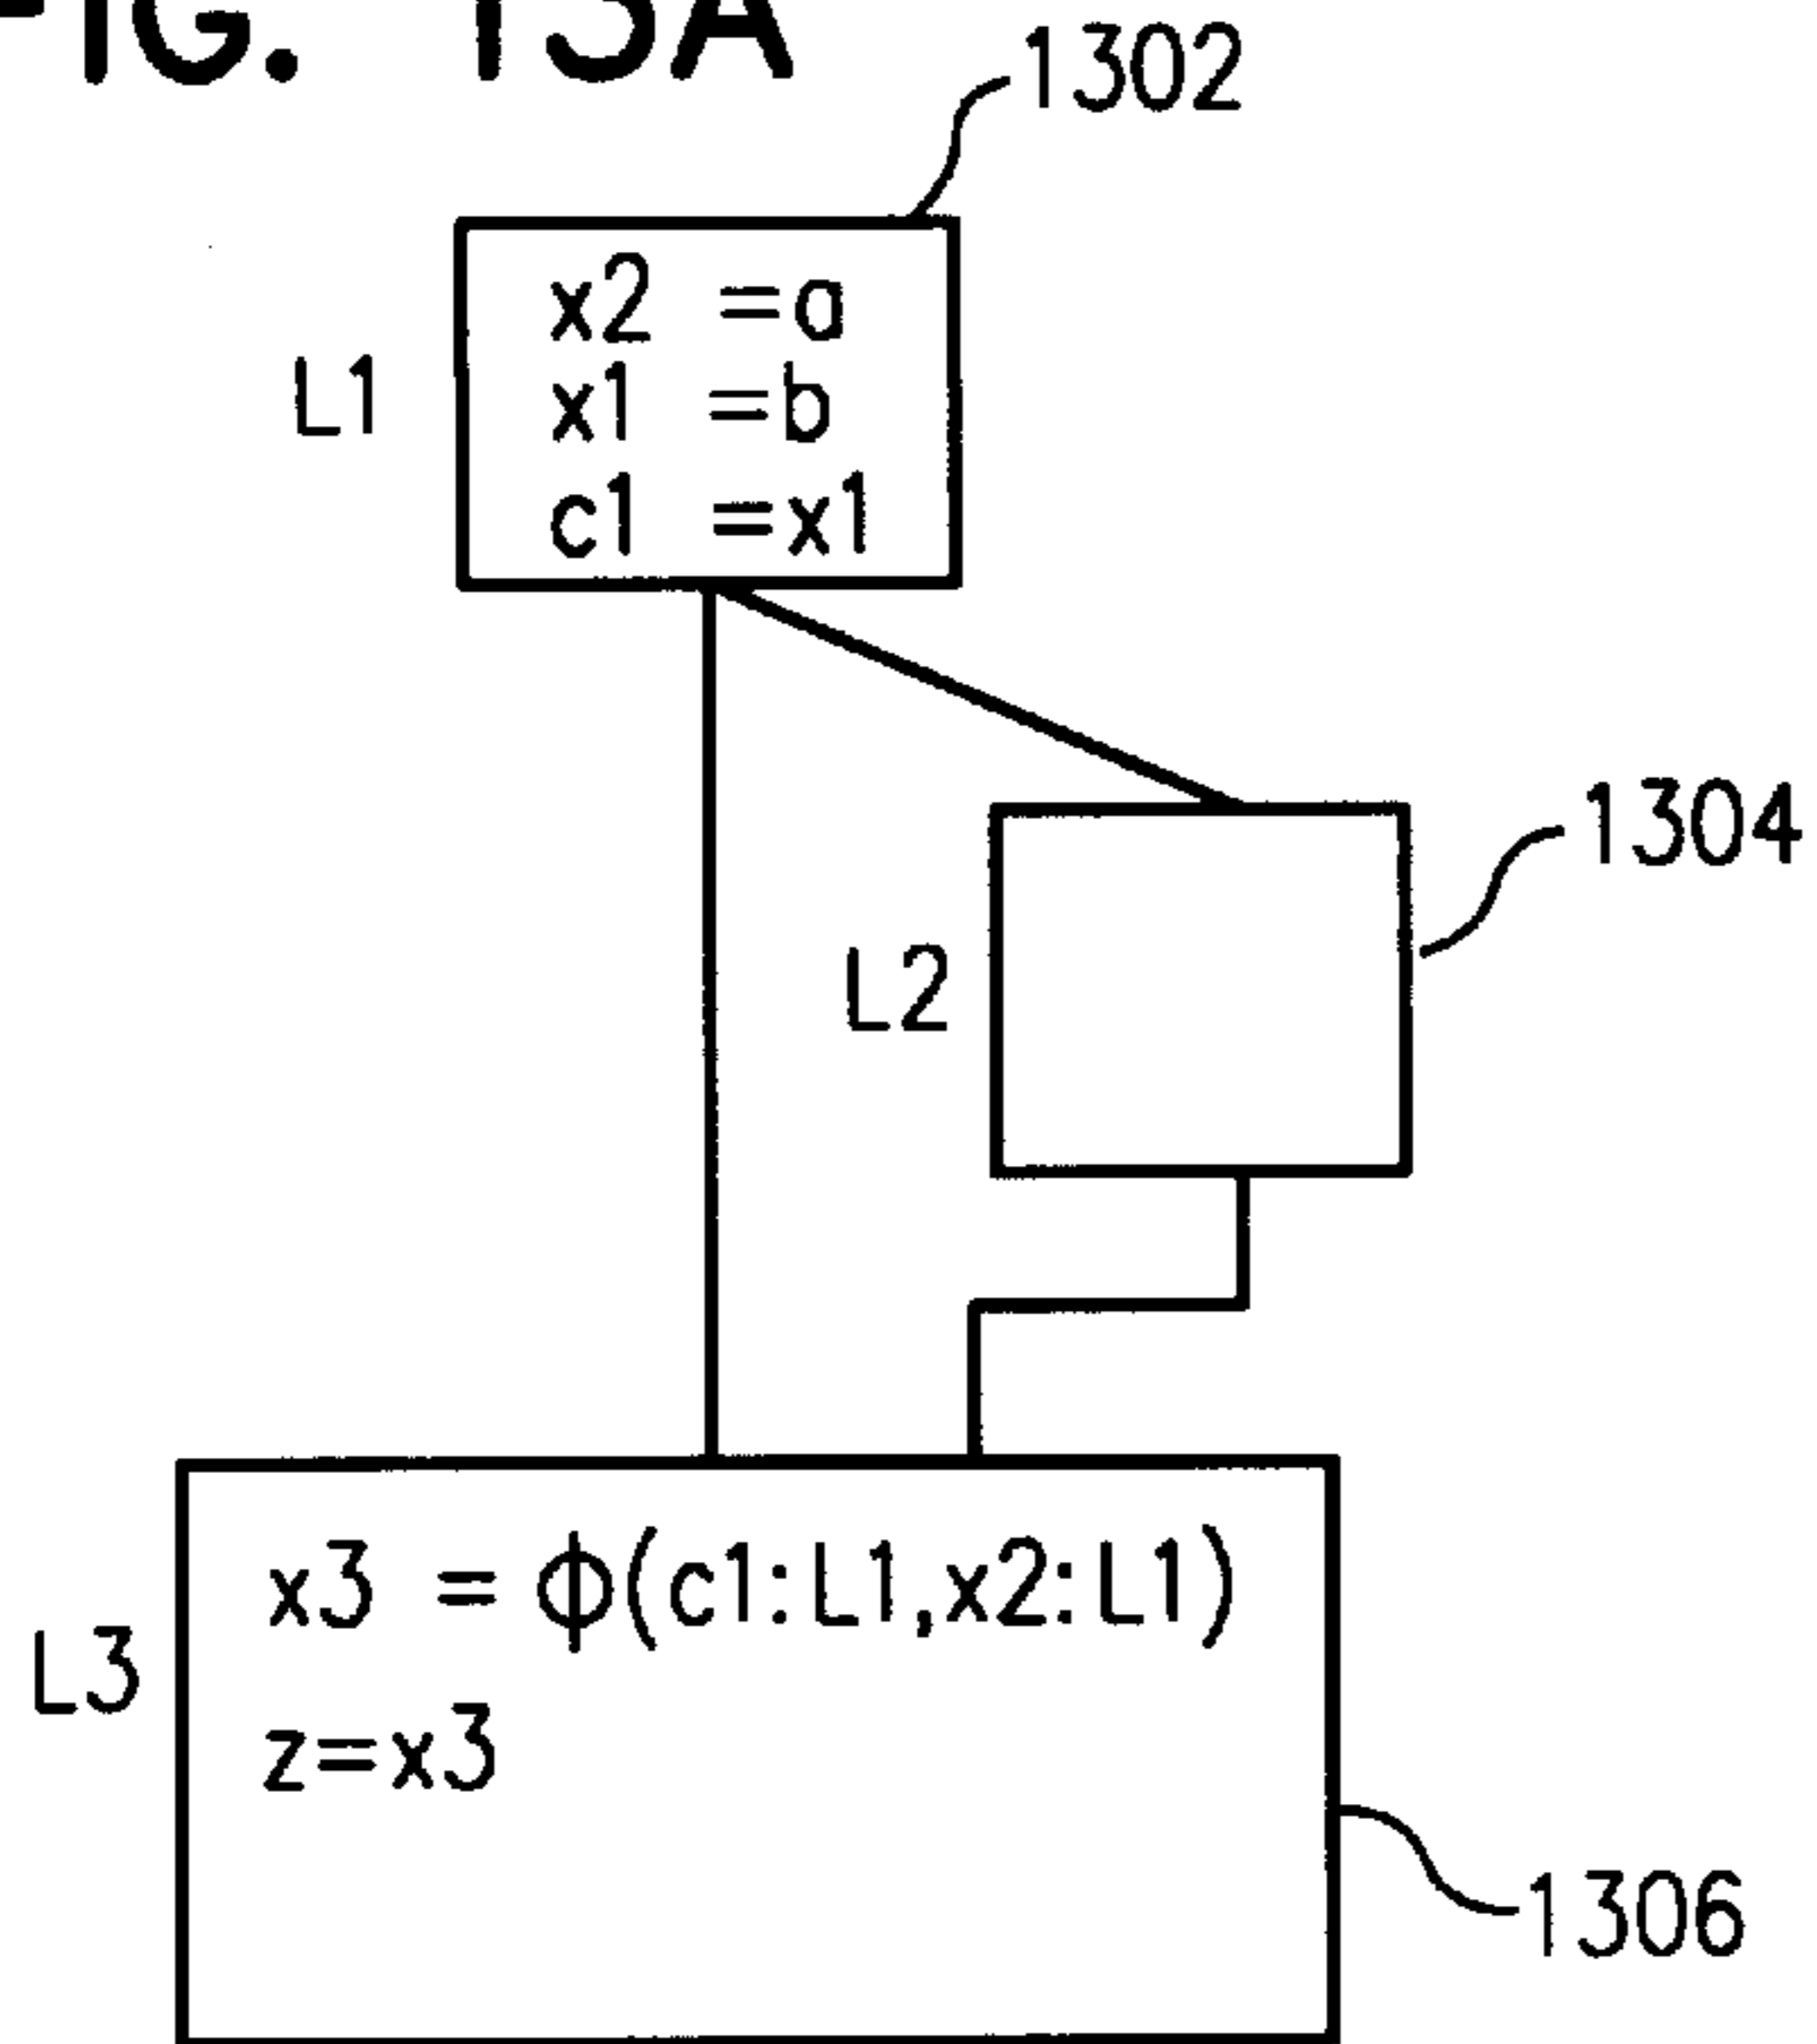 FIG. 13A
1302
x2 =a
L1
x1 =b
c1 =x1
1304
L2
x3 = ϕ(c1:L1,x2:L1)
L3
z=x3
1306